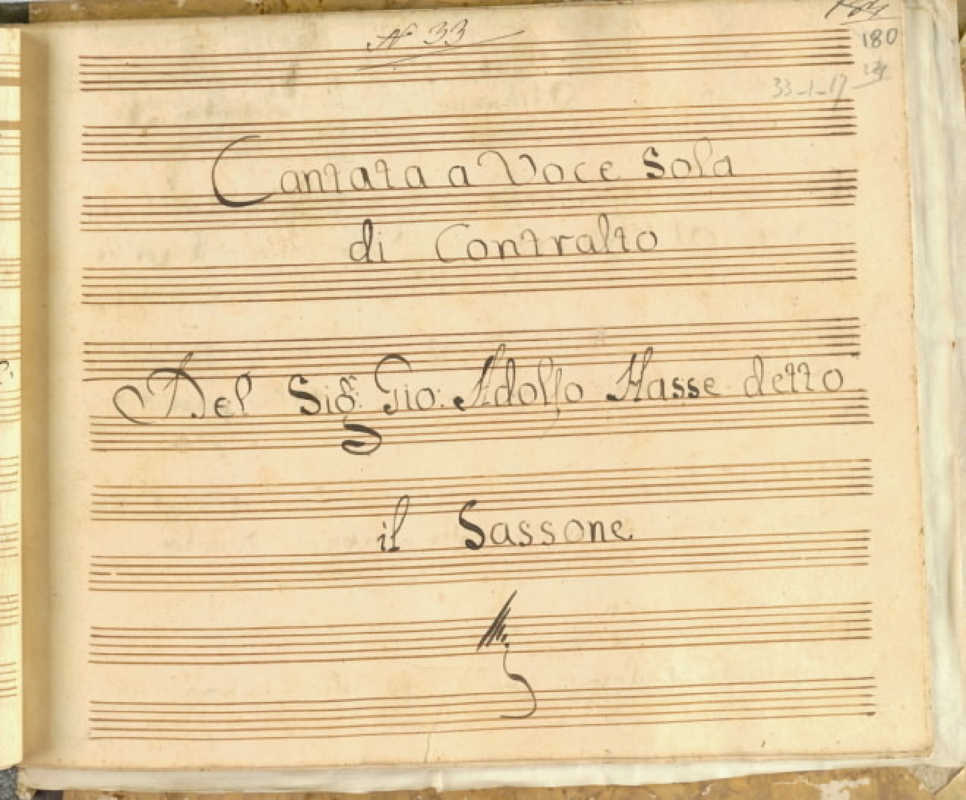 Nº 33
180
24
33-1-17
Cantata a Voce Sola
di Contralto
Del Sig.r Gio: Adolfo Hasse detto
il Sassone